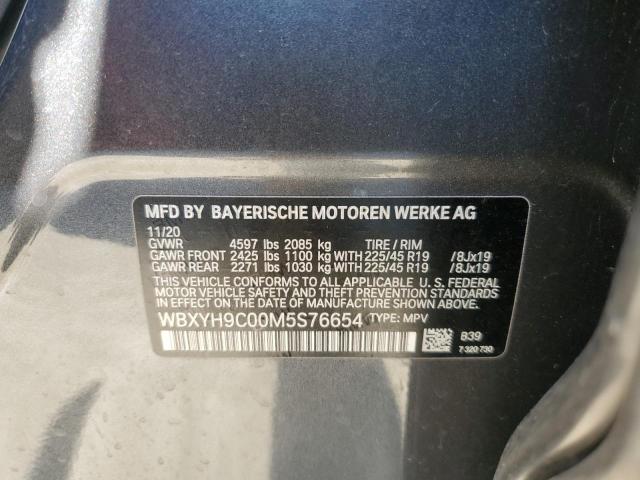 MFD BY BAYERISCHE MOTOREN WERKE AG
11/20
GVWR 4597 lbs 2085 kg TIRE / RIM
GAWR FRONT 2425 lbs 1100 kg WITH 225/45 R19 /8Jx19
GAWR REAR 2271 lbs 1030 kg WITH 225/45 R19 /8Jx19
THIS VEHICLE CONFORMS TO ALL APPLICABLE FEDERAL
MOTOR VEHICLE SAFETY, BUMPER, AND THEFT PREVENTION
STANDARDS IN EFFECT ON THE DATE OF MANUFACTURE SHOWN ABOVE.
WBXYH9C00M5S76654 TYPE: MPV
B39
7 320 730